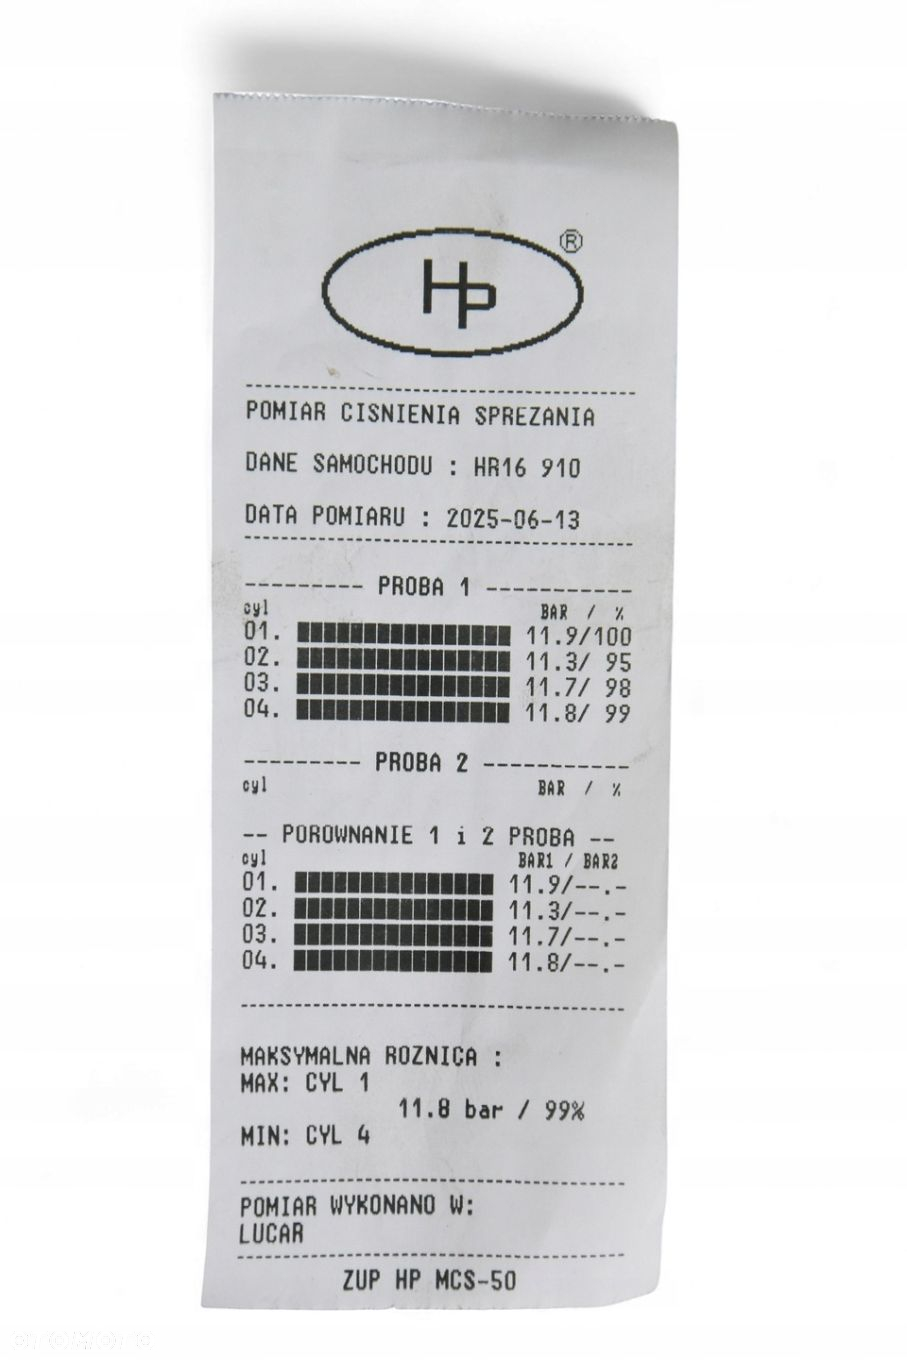 HP ®
POMIAR CISNIENIA SPREZANIA
DANE SAMOCHODU : HR16 910
DATA POMIARU : 2025-06-13
--------- PROBA 1 -----------
cyl BAR / %
01. 11.9/100
02. 11.3/ 95
03. 11.7/ 98
04. 11.8/ 99
--------- PROBA 2 -----------
cyl BAR / %
-- POROWNANIE 1 i 2 PROBA --
cyl BAR1 / BAR2
01. 11.9/--.-
02. 11.3/--.-
03. 11.7/--.-
04. 11.8/--.-
MAKSYMALNA ROZNICA :
MAX: CYL 1
11.8 bar / 99%
MIN: CYL 4
POMIAR WYKONANO W:
LUCAR
ZUP HP MCS-50